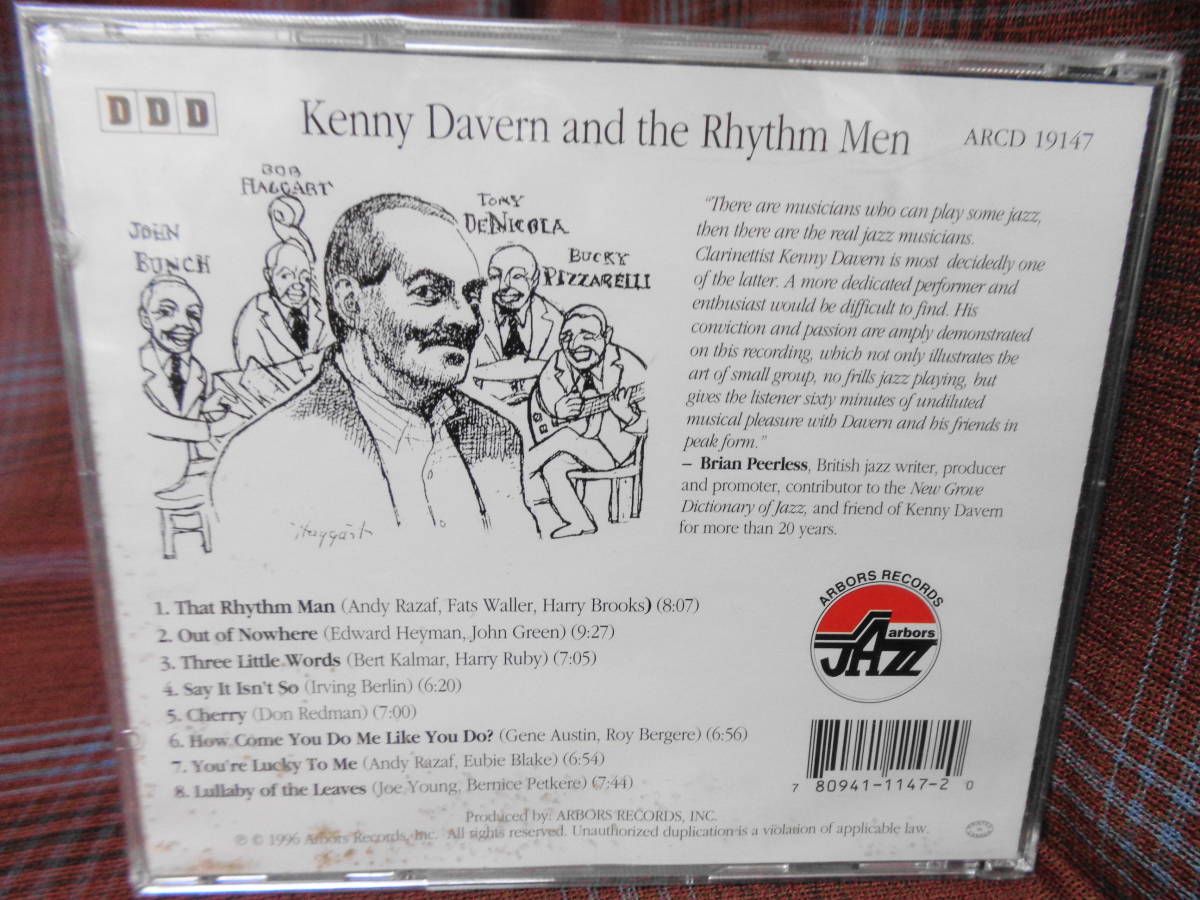 DDD
Kenny Davern and the Rhythm Men
ARCD 19147
JOHN
BUNCH
BOB
HAGGART
TONY
DENICOLA
BUCKY
PIZZARELLI
Haggart
"There are musicians who can play some jazz,
then there are the real jazz musicians.
Clarinettist Kenny Davern is most decidedly one
of the latter. A more dedicated performer and
enthusiast would be difficult to find. His
conviction and passion are amply demonstrated
on this recording, which not only illustrates the
art of small group, no frills jazz playing, but
gives the listener sixty minutes of undiluted
musical pleasure with Davern and his friends in
peak form."
– Brian Peerless, British jazz writer, producer
and promoter, contributor to the New Grove
Dictionary of Jazz, and friend of Kenny Davern
for more than 20 years.
1. That Rhythm Man (Andy Razaf, Fats Waller, Harry Brooks) (8:07)
2. Out of Nowhere (Edward Heyman, John Green) (9:27)
3. Three Little Words (Bert Kalmar, Harry Ruby) (7:05)
4. Say It Isn't So (Irving Berlin) (6:20)
5. Cherry (Don Redman) (7:00)
6. How Come You Do Me Like You Do? (Gene Austin, Roy Bergere) (6:56)
7. You're Lucky To Me (Andy Razaf, Eubie Blake) (6:54)
8. Lullaby of the Leaves (Joe Young, Bernice Petkere) (7:44)
ARBORS RECORDS
arbors
JAZZ
7 80941-1147-2 0
Produced by: ARBORS RECORDS, INC.
℗ © 1996 Arbors Records, Inc. All rights reserved. Unauthorized duplication is a violation of applicable law.